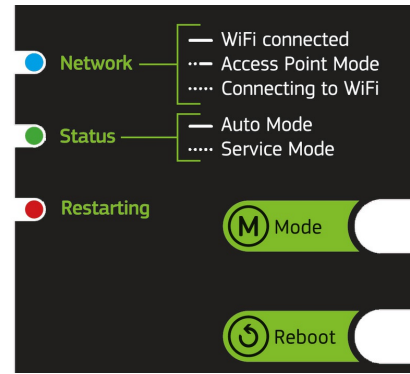 WiFi connected
Network
Access Point Mode
Connecting to WiFi
Auto Mode
Status
Service Mode
Restarting
M Mode
Reboot